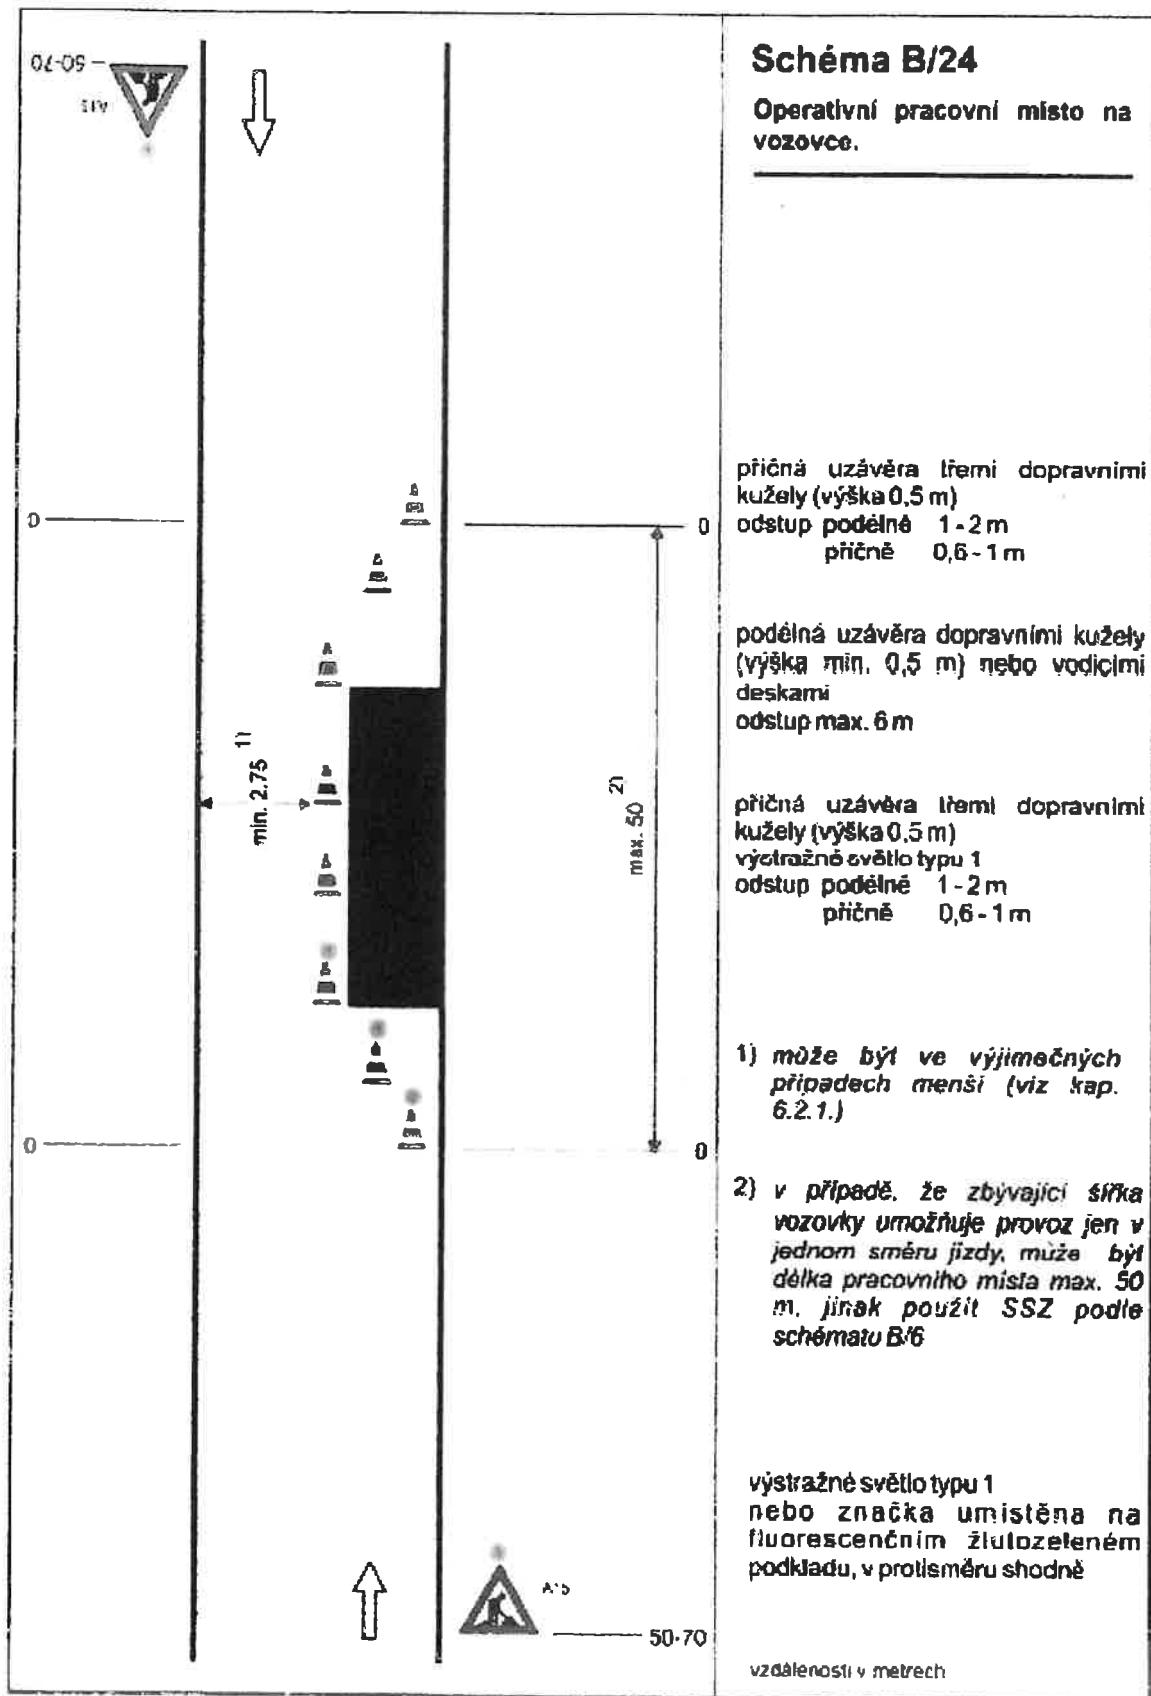 50-70
A15
Schéma B/24
Operativní pracovní místo na
vozovce.
0
0
příčná uzávěra třemi dopravními
kužely (výška 0,5 m)
odstup podélně 1 - 2 m
příčně 0,6 - 1 m
podélná uzávěra dopravními kužely
(výška min. 0,5 m) nebo vodicími
deskami
odstup max. 6 m
min. 2.75 1)
max. 50 2)
příčná uzávěra třemi dopravními
kužely (výška 0,5 m)
výstražné světlo typu 1
odstup podélně 1 - 2 m
příčně 0,6 - 1 m
1) může být ve výjimečných
případech menší (viz kap.
6.2.1.)
0
0
2) v případě, že zbývající šířka
vozovky umožňuje provoz jen v
jednom směru jízdy, může být
délka pracovního místa max. 50
m, jinak použít SSZ podle
schématu B/6
výstražné světlo typu 1
nebo značka umístěna na
fluorescenčním žlutozeleném
podkladu, v protisměru shodně
A15
50-70
vzdálenosti v metrech